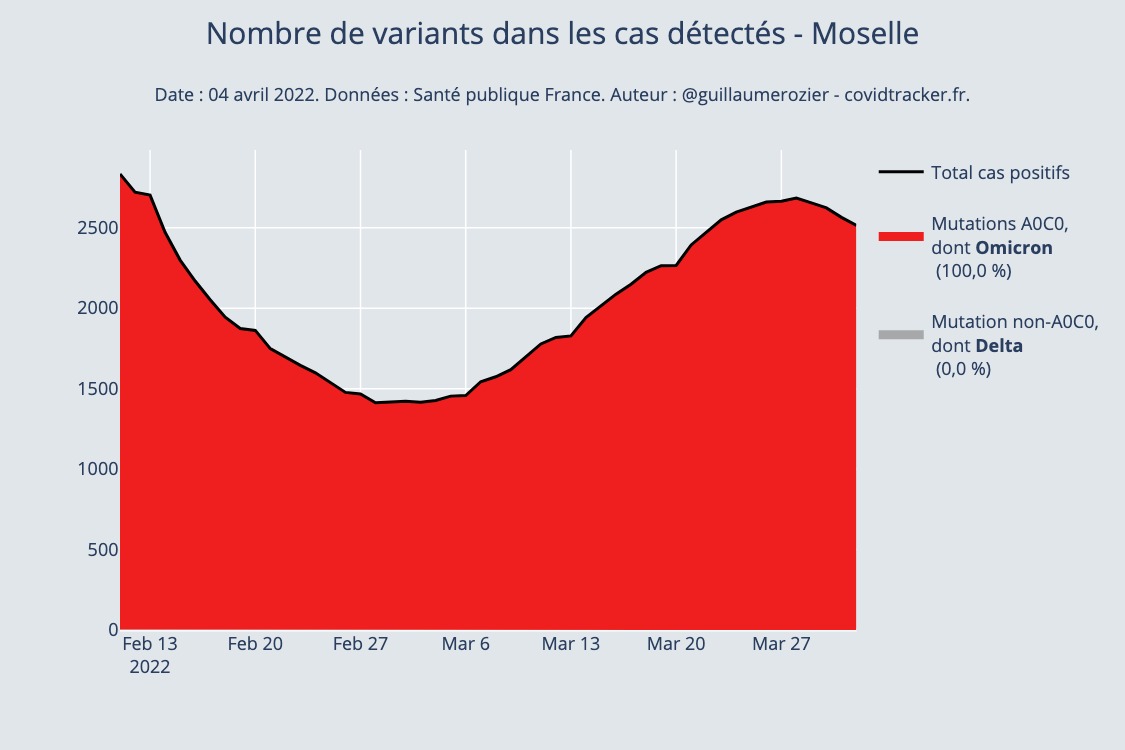 Nombre de variants dans les cas détectés - Moselle
Date : 04 avril 2022. Données : Santé publique France. Auteur : @guillaumerozier - covidtracker.fr.
Total cas positifs
Mutations A0C0,
dont Omicron
(100,0 %)
Mutation non-A0C0,
dont Delta
(0,0 %)
2500
2000
1500
1000
500
0
Feb 13 Feb 20 Feb 27 Mar 6 Mar 13 Mar 20 Mar 27
2022